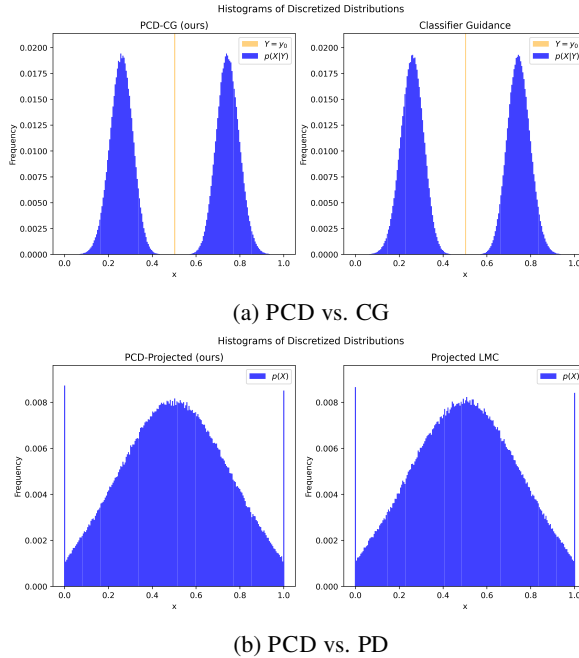 Histograms of Discretized Distributions
PCD-CG (ours)
Y = y₀
p(X|Y)
Frequency
0.0200
0.0175
0.0150
0.0125
0.0100
0.0075
0.0050
0.0025
0.0000
0.0 0.2 0.4 0.6 0.8 1.0
x
Classifier Guidance
Y = y₀
p(X|Y)
Frequency
0.0200
0.0175
0.0150
0.0125
0.0100
0.0075
0.0050
0.0025
0.0000
0.0 0.2 0.4 0.6 0.8 1.0
x
(a) PCD vs. CG
Histograms of Discretized Distributions
PCD-Projected (ours)
p(X)
Frequency
0.008
0.006
0.004
0.002
0.000
0.0 0.2 0.4 0.6 0.8 1.0
x
Projected LMC
p(X)
Frequency
0.008
0.006
0.004
0.002
0.000
0.0 0.2 0.4 0.6 0.8 1.0
x
(b) PCD vs. PD